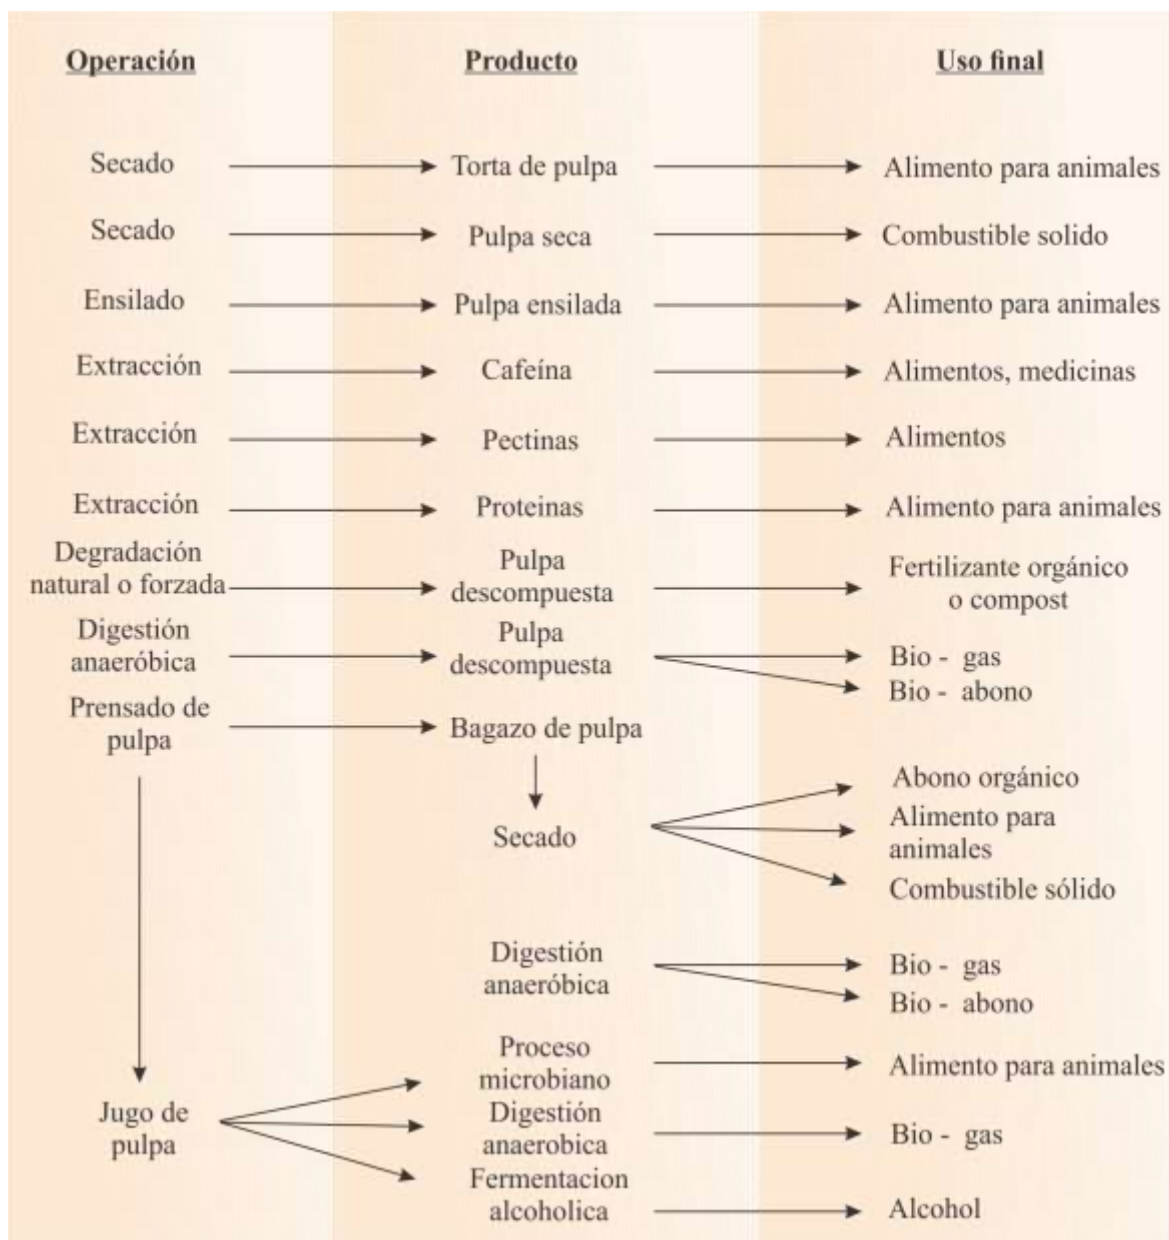 Operación Producto Uso final
Secado Torta de pulpa Alimento para animales
Secado Pulpa seca Combustible solido
Ensilado Pulpa ensilada Alimento para animales
Extracción Cafeína Alimentos, medicinas
Extracción Pectinas Alimentos
Extracción Proteinas Alimento para animales
Degradación
natural o forzada
Pulpa
descompuesta
Fertilizante orgánico
o compost
Digestión
anaeróbica
Pulpa
descompuesta
Bio - gas
Bio - abono
Prensado de
pulpa
Bagazo de pulpa
Secado
Abono orgánico
Alimento para
animales
Combustible sólido
Digestión
anaeróbica
Bio - gas
Bio - abono
Jugo de
pulpa
Proceso
microbiano
Alimento para animales
Digestión
anaerobica
Bio - gas
Fermentacion
alcoholica
Alcohol